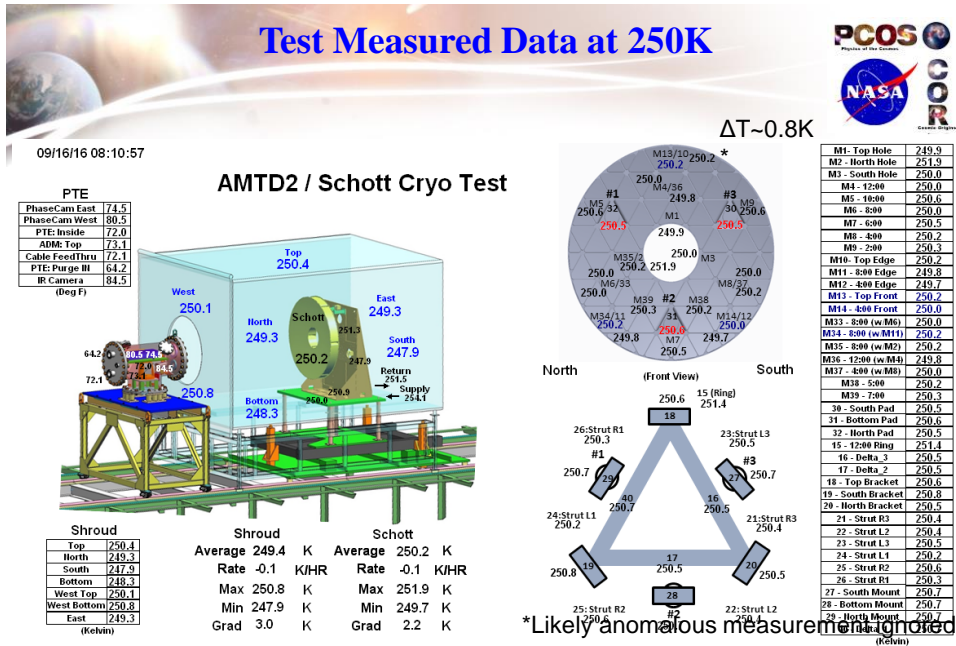 Test Measured Data at 250K
PCOS
Physics of the Cosmos
NASA
COR
Cosmic Origins
ΔT~0.8K
*
09/16/16 08:10:57
AMTD2 / Schott Cryo Test
PTE
PhaseCam East 74.5
PhaseCam West 80.5
PTE: Inside 72.0
ADM: Top 73.1
Cable FeedThru 72.1
PTE: Purge IN 64.2
IR Camera 84.5
(Deg F)
Top
250.4
West
250.1
North
249.3
East
249.3
South
247.9
Bottom
248.3
250.8
Schott
251.3
250.2
247.9
250.9
250.0
Return
251.5
Supply
254.1
64.2
80.5 74.5
72.0
73.1
84.5
72.1
Shroud
Top 250.4
North 249.3
South 247.9
Bottom 248.3
West Top 250.1
West Bottom 250.8
East 249.3
(Kelvin)
Shroud
Average 249.4 K
Rate -0.1 K/HR
Max 250.8 K
Min 247.9 K
Grad 3.0 K
Schott
Average 250.2 K
Rate -0.1 K/HR
Max 251.9 K
Min 249.7 K
Grad 2.2 K
M13/10 250.2
250.2
250.0
M4/36
249.8
#1
M5 32
250.6
250.5
#3
30 M9
250.6
250.5
M1
249.9
250.0 M3
M35/2
250.2 251.9
250.0
M6/33
250.0
250.0
M8/37
250.2
M39
250.3
#2
M38
250.2
31
250.0
M7
250.5
M34/11
250.2
249.8
M14/12
250.0
249.7
North
(Front View)
South
250.6
15 (Ring)
251.4
18
26:Strut R1
250.3
#1
250.7
29
23:Strut L3
250.5
#3
250.7
27
40
250.7
16
250.5
24:Strut L1
250.2
21:Strut R3
250.4
17
250.5
19
250.8
20
250.5
28
#2
25: Strut R2
250.6
22: Strut L2
250.4
*Likely anomalous measurement ignored
M1- Top Hole 249.9
M2 - North Hole 251.9
M3 - South Hole 250.0
M4 - 12:00 250.0
M5 - 10:00 250.6
M6 - 8:00 250.0
M7 - 6:00 250.5
M8 - 4:00 250.2
M9 - 2:00 250.3
M10- Top Edge 250.2
M11 - 8:00 Edge 249.8
M12 - 4:00 Edge 249.7
M13 - Top Front 250.2
M14 - 4:00 Front 250.0
M33 - 8:00 (w/M6) 250.0
M34 - 8:00 (w/M11) 250.2
M35 - 8:00 (w/M2) 250.2
M36 - 12:00 (w/M4) 249.8
M37 - 4:00 (w/M8) 250.0
M38 - 5:00 250.2
M39 - 7:00 250.3
30 - South Pad 250.5
31 - Bottom Pad 250.6
32 - North Pad 250.5
15 - 12:00 Ring 251.4
16 - Delta_3 250.5
17 - Delta_2 250.5
18 - Top Bracket 250.6
19 - South Bracket 250.8
20 - North Bracket 250.5
21 - Strut R3 250.4
22 - Strut L2 250.4
23 - Strut L3 250.5
24 - Strut L1 250.2
25 - Strut R2 250.6
26 - Strut R1 250.3
27 - South Mount 250.7
28 - Bottom Mount 250.7
29 - North Mount 250.7
(Kelvin)